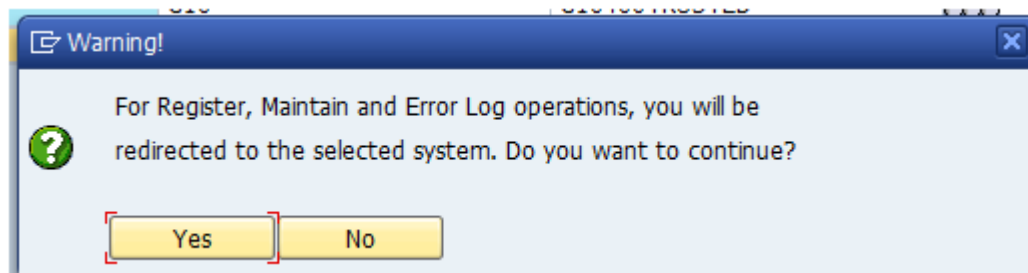 Warning!
For Register, Maintain and Error Log operations, you will be
redirected to the selected system. Do you want to continue?
Yes
No